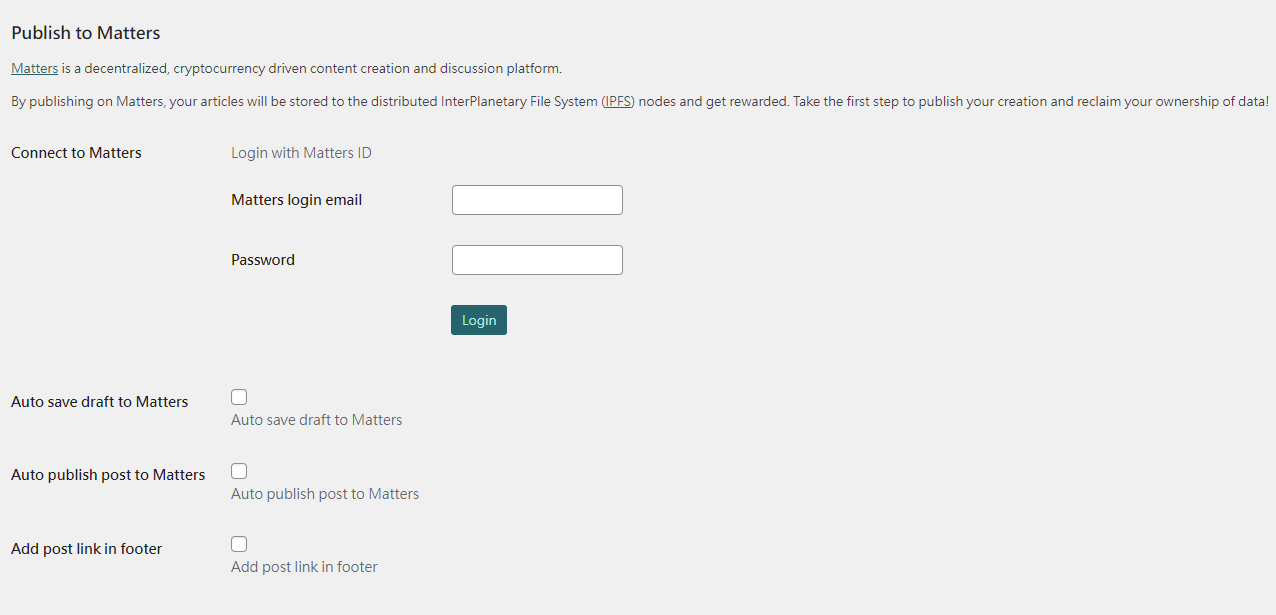 Publish to Matters
Matters is a decentralized, cryptocurrency driven content creation and discussion platform.
By publishing on Matters, your articles will be stored to the distributed InterPlanetary File System (IPFS) nodes and get rewarded. Take the first step to publish your creation and reclaim your ownership of data!
Connect to Matters
Login with Matters ID
Matters login email
Password
Login
Auto save draft to Matters
Auto save draft to Matters
Auto publish post to Matters
Auto publish post to Matters
Add post link in footer
Add post link in footer